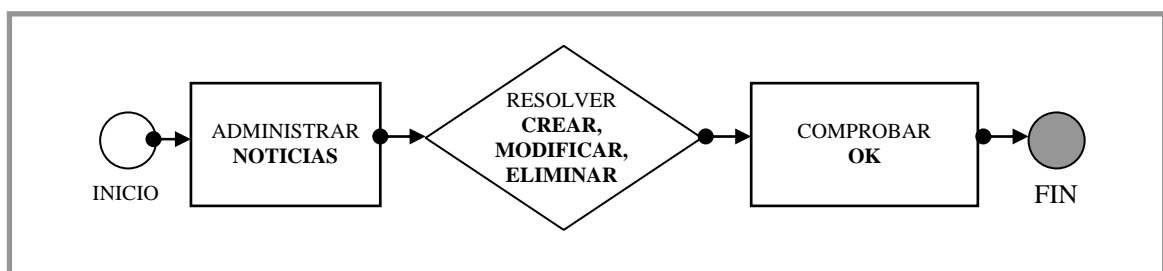 INICIO
ADMINISTRAR
NOTICIAS
RESOLVER
CREAR,
MODIFICAR,
ELIMINAR
COMPROBAR
OK
FIN